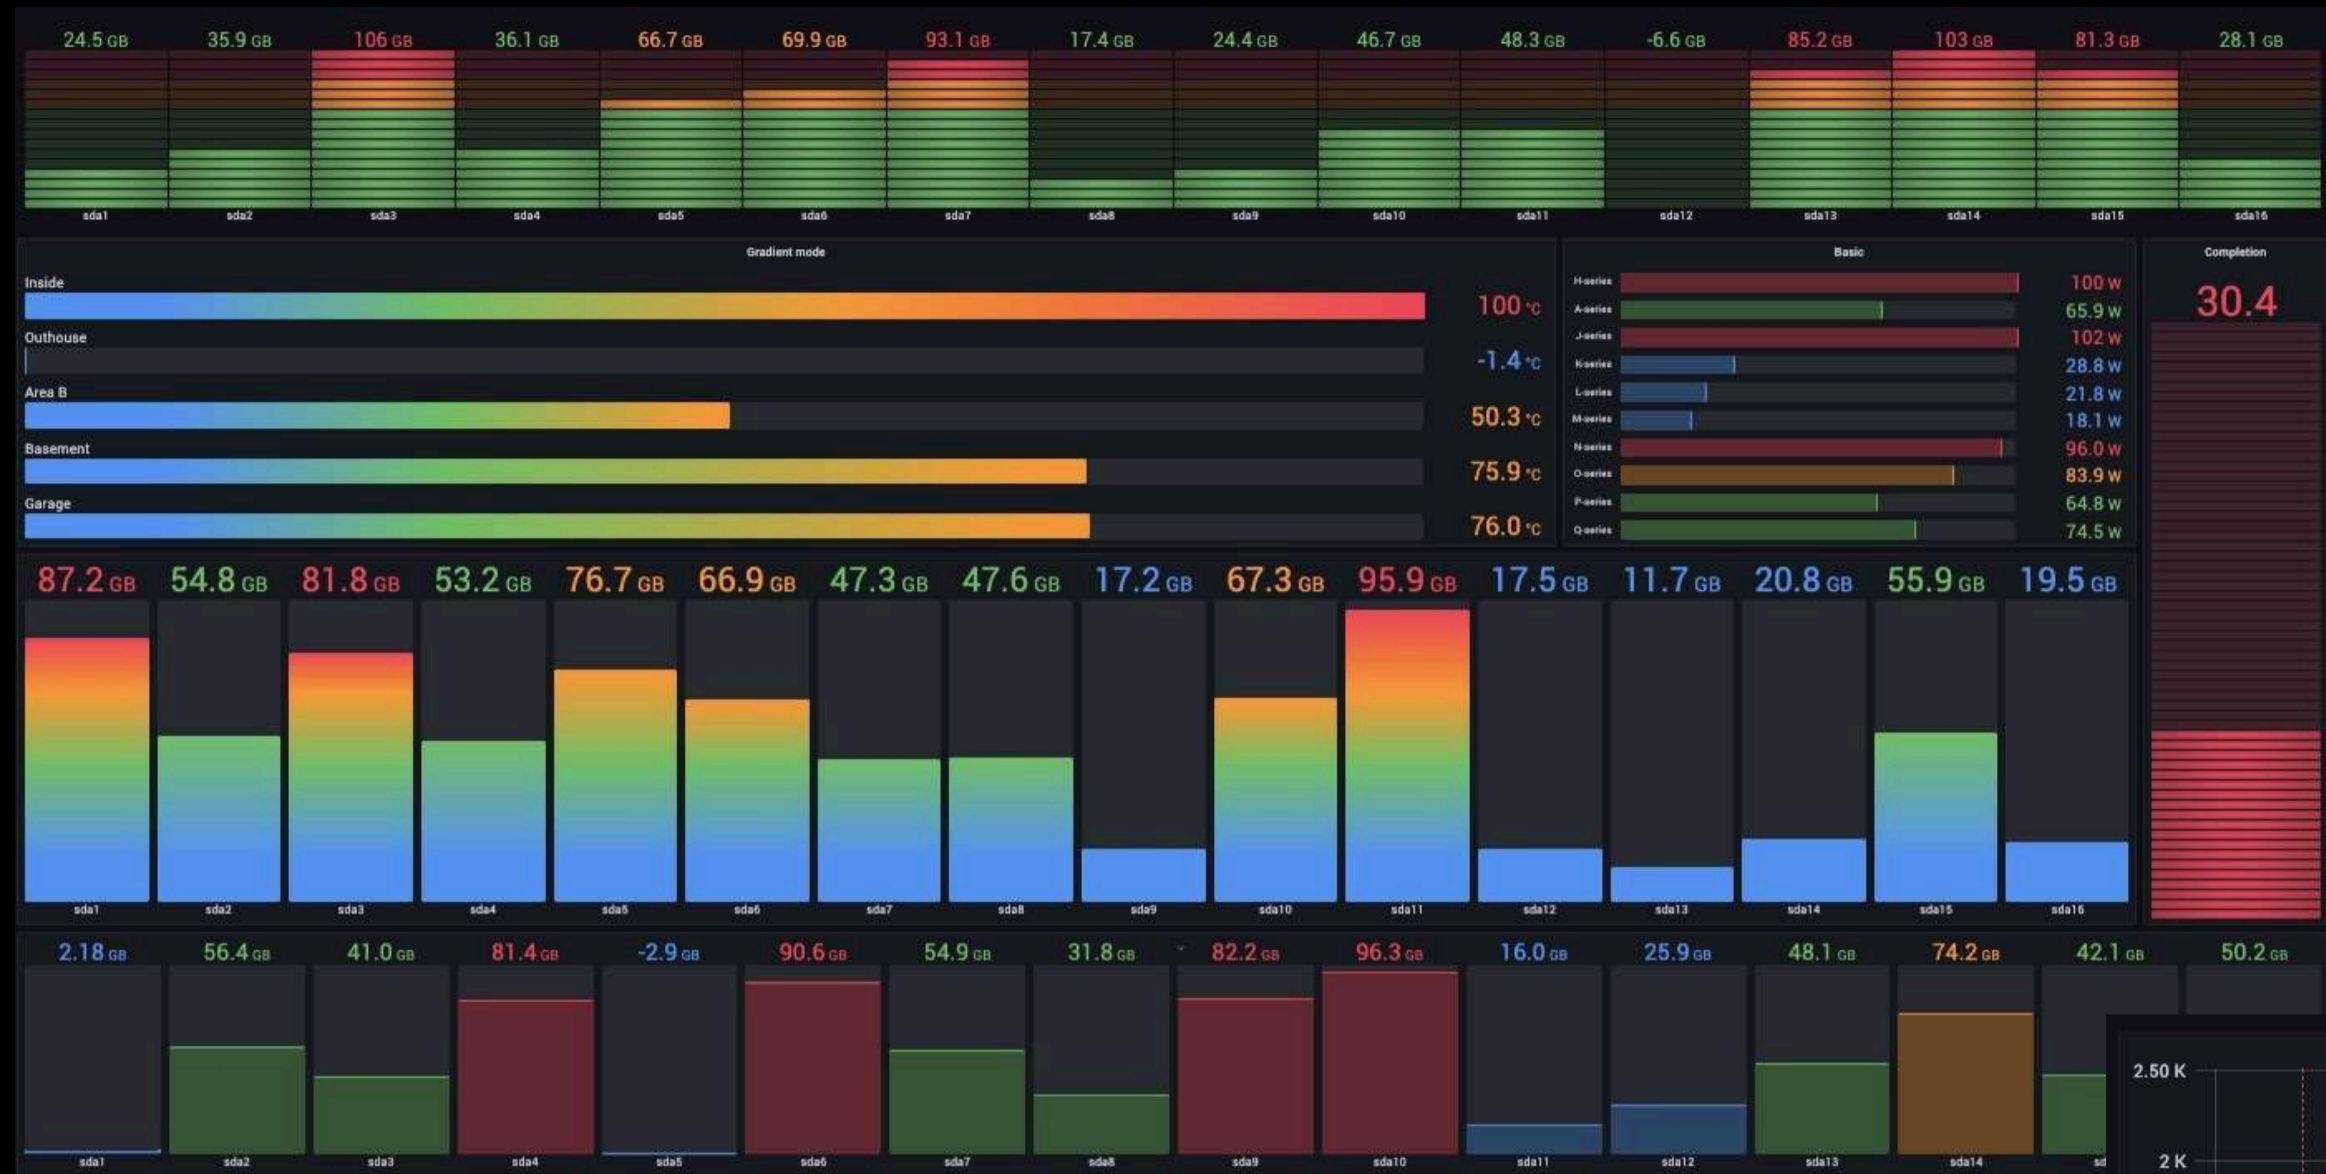 24.5 GB 35.9 GB 106 GB 36.1 GB 66.7 GB 69.9 GB 93.1 GB 17.4 GB 24.4 GB 46.7 GB 48.3 GB -6.6 GB 85.2 GB 103 GB 81.3 GB 28.1 GB
sda1 sda2 sda3 sda4 sda5 sda6 sda7 sda8 sda9 sda10 sda11 sda12 sda13 sda14 sda15 sda16
Gradient mode
Inside
100 °C
Outhouse
-1.4 °C
Area B
50.3 °C
Basement
75.9 °C
Garage
76.0 °C
Basic
H-series 100 W
A-series 65.9 W
J-series 102 W
K-series 28.8 W
L-series 21.8 W
M-series 18.1 W
N-series 96.0 W
O-series 83.9 W
P-series 64.8 W
Q-series 74.5 W
Completion
30.4
87.2 GB 54.8 GB 81.8 GB 53.2 GB 76.7 GB 66.9 GB 47.3 GB 47.6 GB 17.2 GB 67.3 GB 95.9 GB 17.5 GB 11.7 GB 20.8 GB 55.9 GB 19.5 GB
sda1 sda2 sda3 sda4 sda5 sda6 sda7 sda8 sda9 sda10 sda11 sda12 sda13 sda14 sda15 sda16
2.18 GB 56.4 GB 41.0 GB 81.4 GB -2.9 GB 90.6 GB 54.9 GB 31.8 GB 82.2 GB 96.3 GB 16.0 GB 25.9 GB 48.1 GB 74.2 GB 42.1 GB 50.2 GB
sda1 sda2 sda3 sda4 sda5 sda6 sda7 sda8 sda9 sda10 sda11 sda12 sda13 sda14
2.50 K
2 K